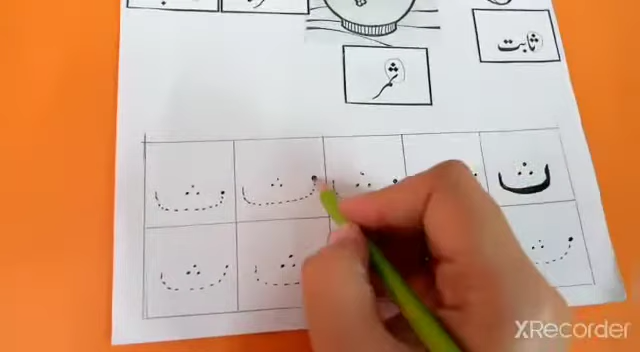 ثابت
ثمر
ث
ث ث ث ث
ث ث ث
XRecorder